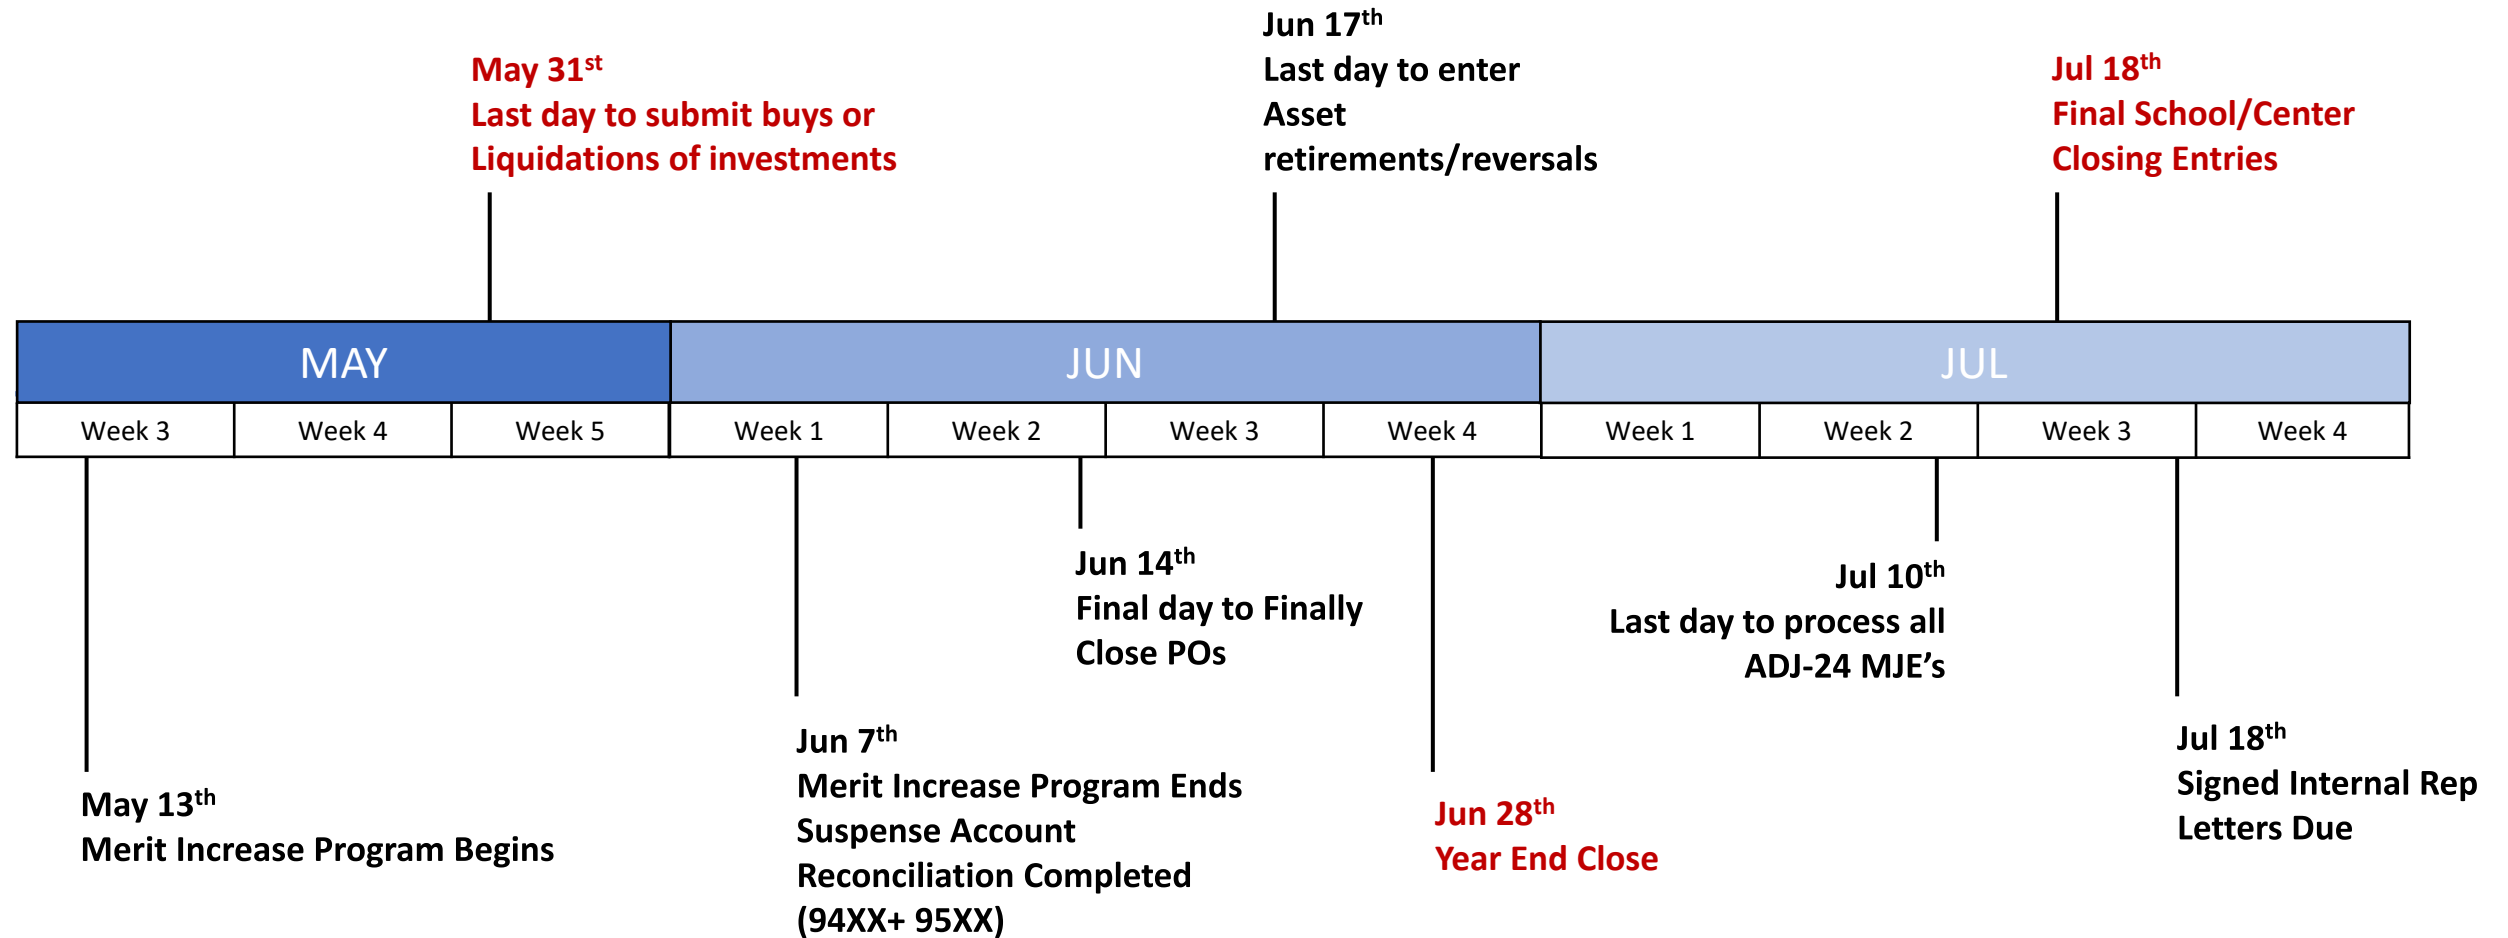 Jun 17th
Last day to enter
Asset
retirements/reversals
May 31st
Last day to submit buys or
Liquidations of investments
Jul 18th
Final School/Center
Closing Entries
MAY
JUN
JUL
Week 3
Week 4
Week 5
Week 1
Week 2
Week 3
Week 4
Week 1
Week 2
Week 3
Week 4
Jun 14th
Final day to Finally
Close POs
Jul 10th
Last day to process all
ADJ-24 MJE’s
May 13th
Merit Increase Program Begins
Jun 7th
Merit Increase Program Ends
Suspense Account
Reconciliation Completed
(94XX+ 95XX)
Jun 28th
Year End Close
Jul 18th
Signed Internal Rep
Letters Due